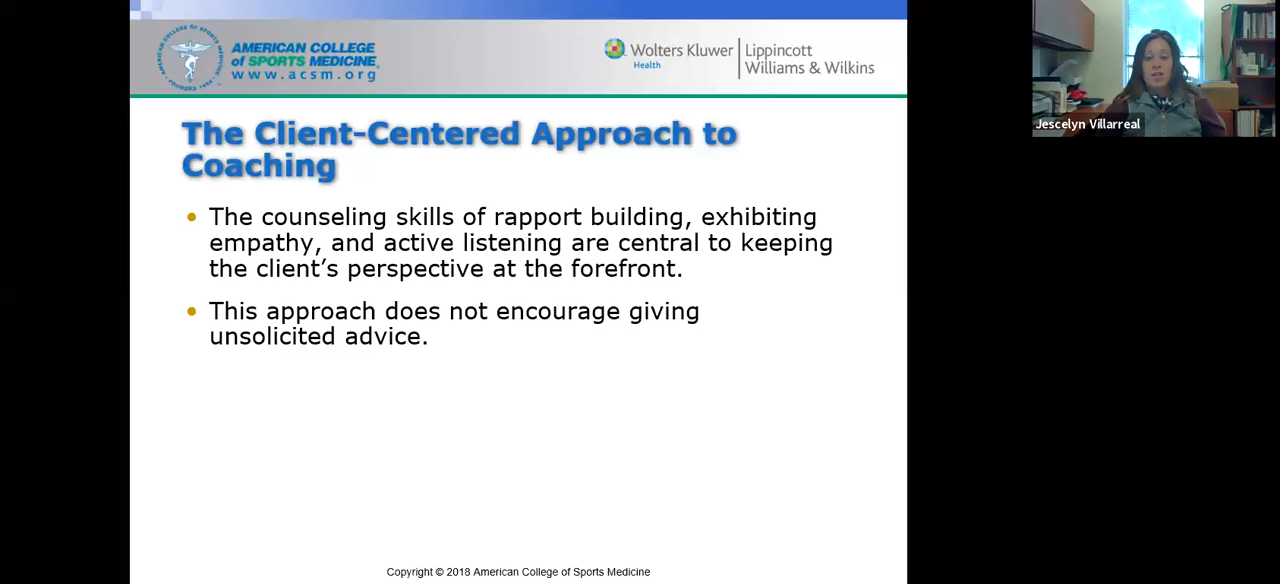 AMERICAN COLLEGE
of SPORTS MEDICINE
www.acsm.org
Wolters Kluwer
Health
Lippincott
Williams & Wilkins
Jescelyn Villarreal
The Client-Centered Approach to
Coaching
• The counseling skills of rapport building, exhibiting
empathy, and active listening are central to keeping
the client’s perspective at the forefront.
• This approach does not encourage giving
unsolicited advice.
Copyright © 2018 American College of Sports Medicine